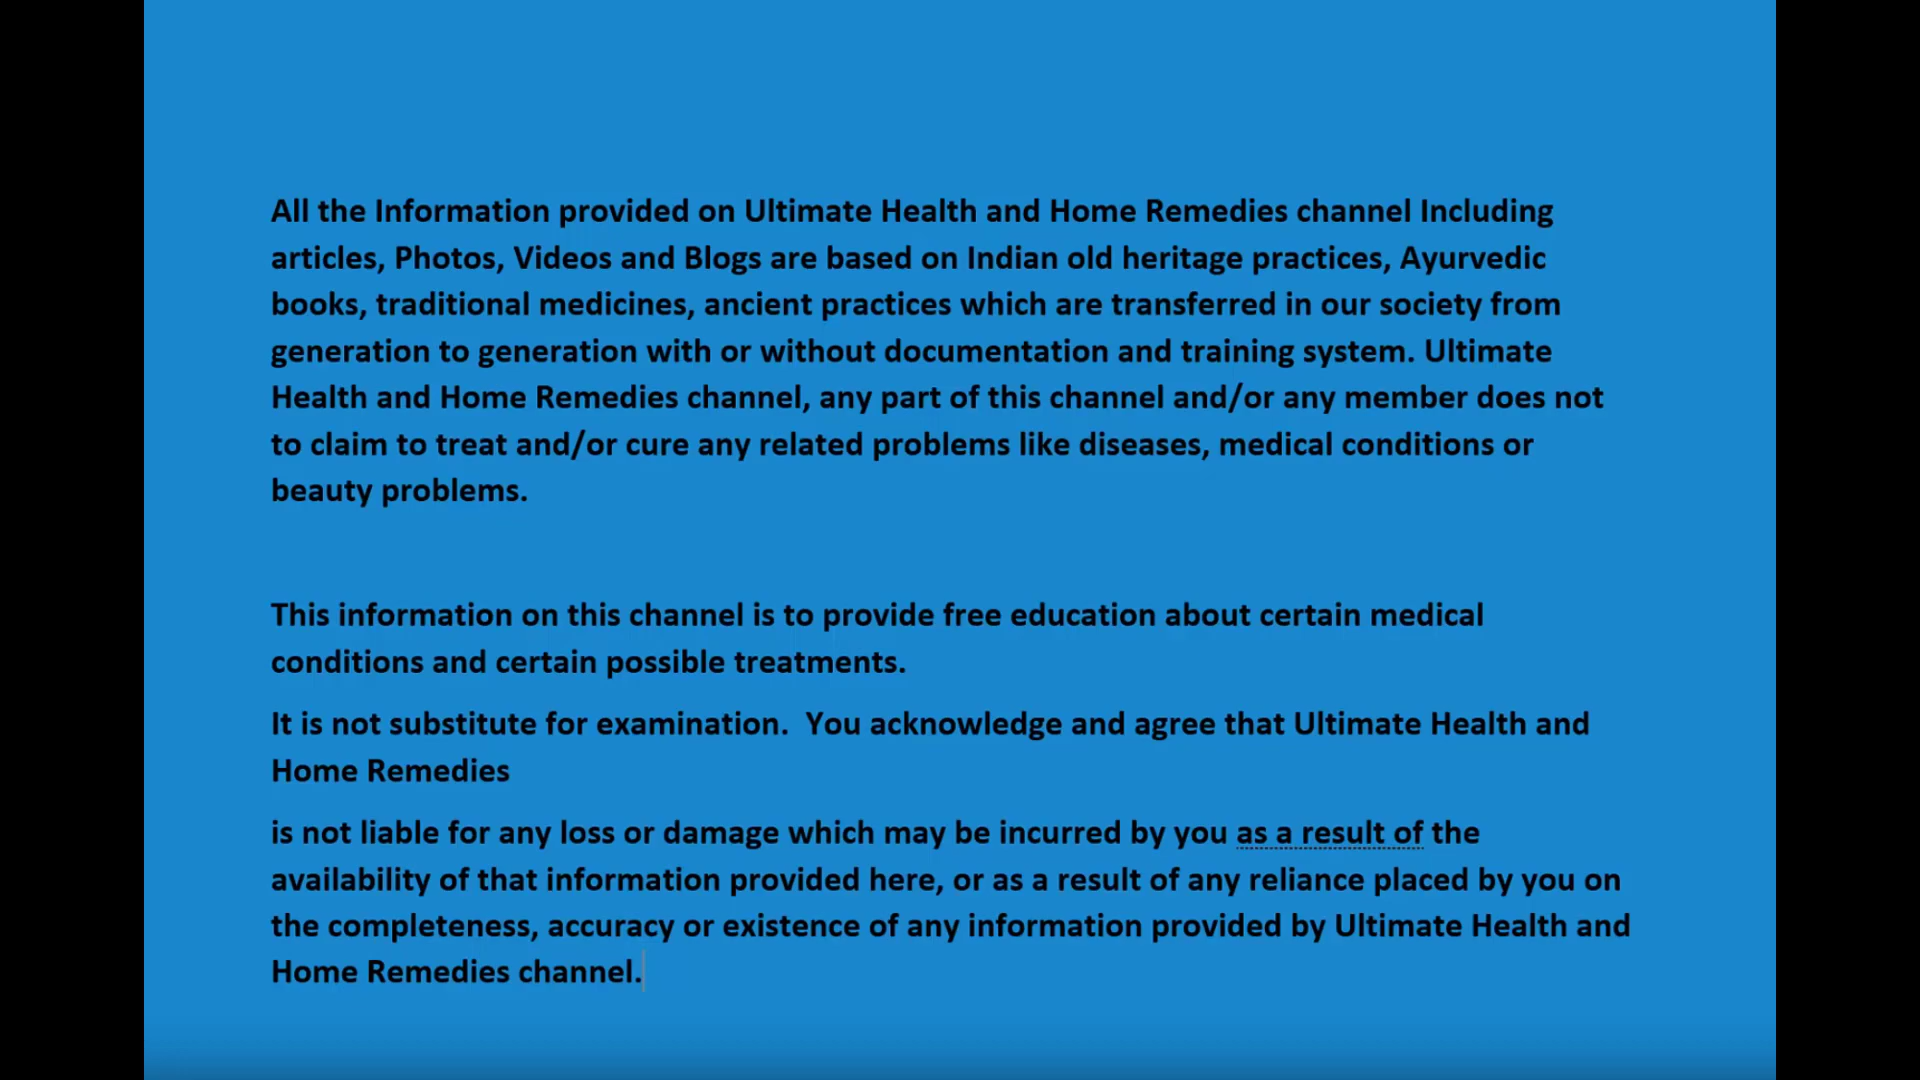 All the Information provided on Ultimate Health and Home Remedies channel Including
articles, Photos, Videos and Blogs are based on Indian old heritage practices, Ayurvedic
books, traditional medicines, ancient practices which are transferred in our society from
generation to generation with or without documentation and training system. Ultimate
Health and Home Remedies channel, any part of this channel and/or any member does not
to claim to treat and/or cure any related problems like diseases, medical conditions or
beauty problems.
This information on this channel is to provide free education about certain medical
conditions and certain possible treatments.
It is not substitute for examination.  You acknowledge and agree that Ultimate Health and
Home Remedies
is not liable for any loss or damage which may be incurred by you as a result of the
availability of that information provided here, or as a result of any reliance placed by you on
the completeness, accuracy or existence of any information provided by Ultimate Health and
Home Remedies channel.